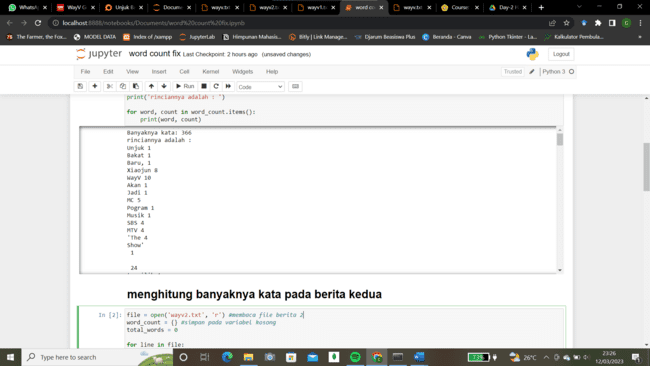 WhatsA
WayV G
Unjuk B
Docume
wayv.tx
wayv2.
wayv1.
word co
wayv.tx
Course
Day-2 H
localhost:8888/notebooks/Documents/word%20count%20fix.ipynb
The Farmer, the Fox...
MODEL DATA
Index of /xampp
JupyterLab
Himpunan Mahasis...
Bitly | Link Manage...
Djarum Beasiswa Plus
Beranda - Canva
Python Tkinter - La...
Kalkulator Pembula...
jupyter word count fix Last Checkpoint: 2 hours ago (unsaved changes)
Logout
File Edit View Insert Cell Kernel Widgets Help
Trusted
Python 3
Run
Code
print('rinciannya adalah : ')
for word, count in word_count.items():
print(word, count)
Banyaknya kata: 366
rinciannya adalah :
Unjuk 1
Bakat 1
Baru, 1
Xiaojun 8
WayV 10
Akan 1
Jadi 1
MC 5
Pogram 1
Musik 1
SBS 4
MTV 4
'The 4
Show'
1
24
menghitung banyaknya kata pada berita kedua
In [2]: file = open('wayv2.txt', 'r') #membaca file berita 2
word_count = {} #simpan pada variabel kosong
total_words = 0
for line in file:
Type here to search
26°C
23:26
12/03/2023